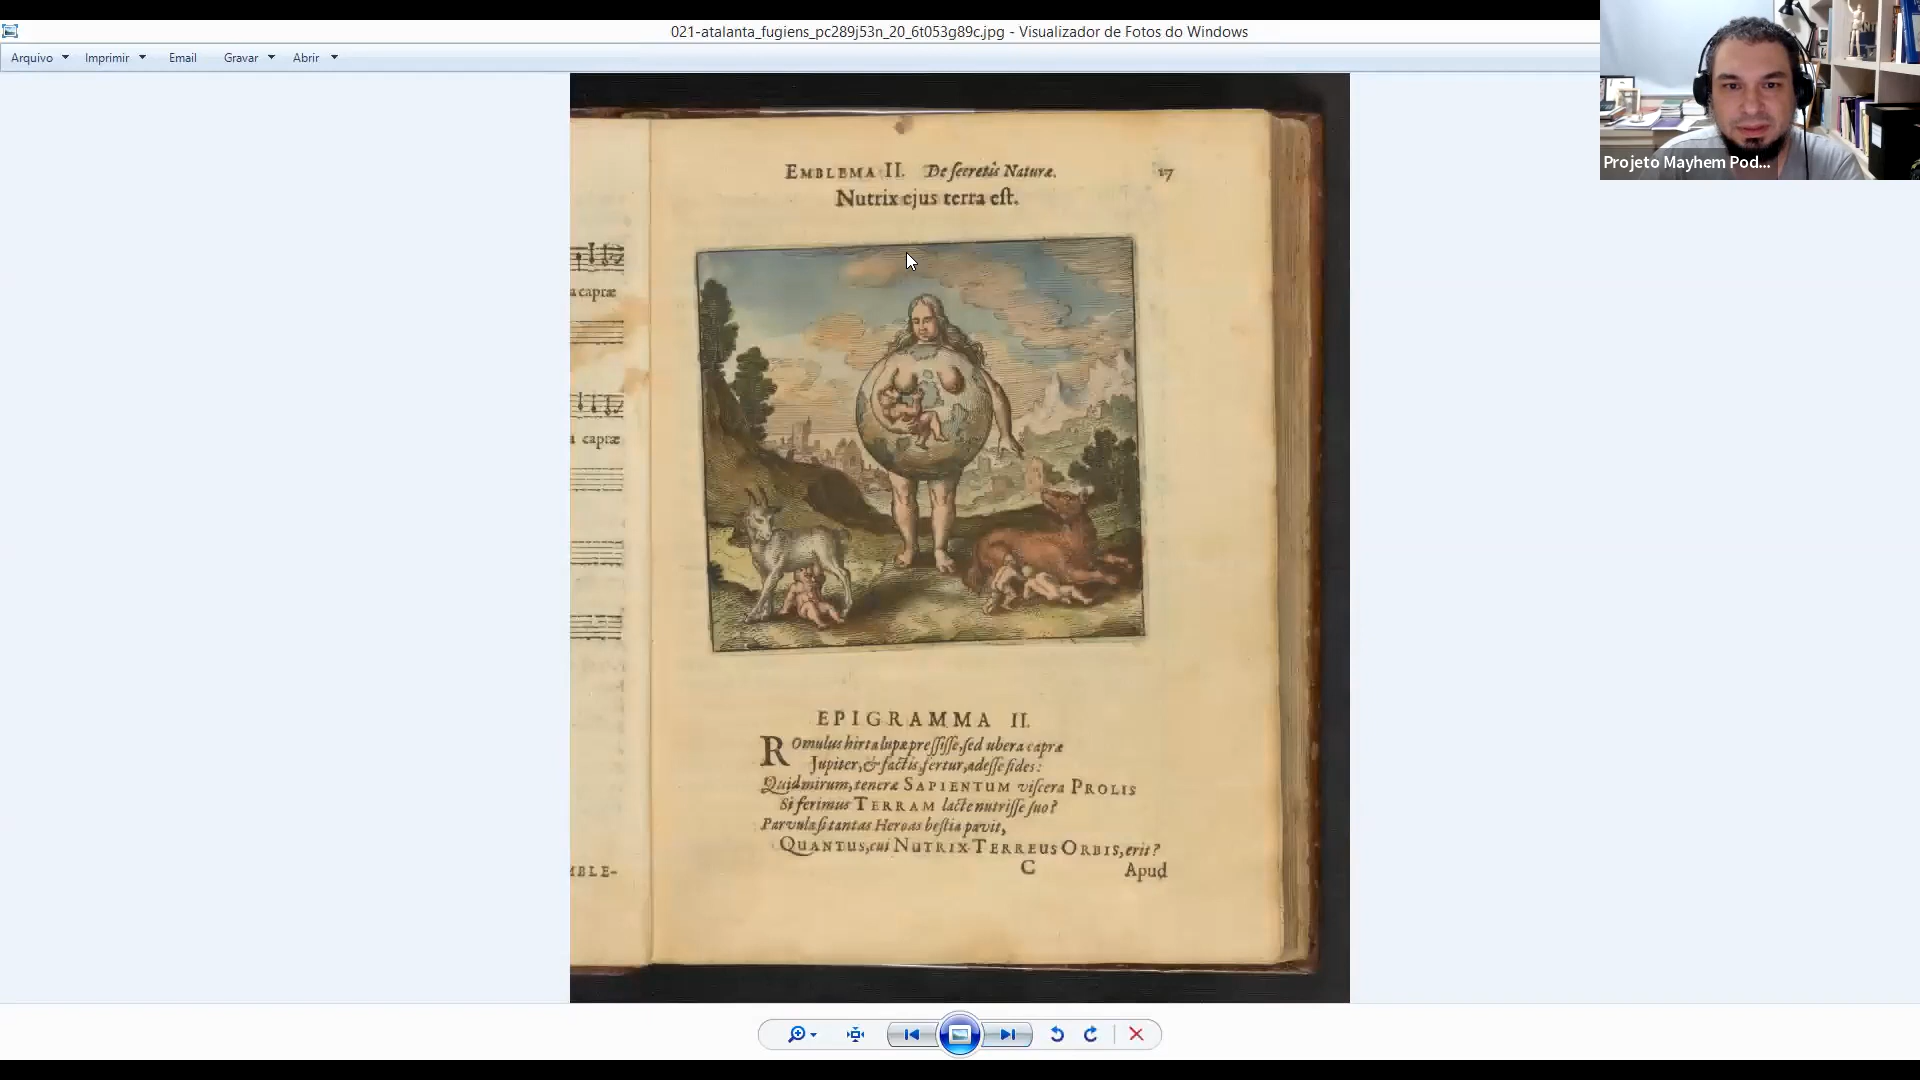 021-atalanta_fugiens_pc289j53n_20_6t053g89c.jpg - Visualizador de Fotos do Windows
Arquivo Imprimir Email Gravar Abrir
Projeto Mayhem Pod...
a capræ
a capræ
MBLE-
EMBLEMA II. De ſecretis Naturæ. 17
Nutrix ejus terra eſt.
EPIGRAMMA II.
ROmulus hirta lupæ preſſiſſe, ſed ubera capræ
Jupiter, & factis, fertur, adeſſe fides:
Quid mirum, teneræ SAPIENTUM viſcera PROLIS
Si ferimus TERRAM lacte nutriſſe ſuo?
Parvula ſi tantas Heroas beſtia pavit,
QUANTUS, cui NUTRIX TERREUS ORBIS, erit?
C Apud